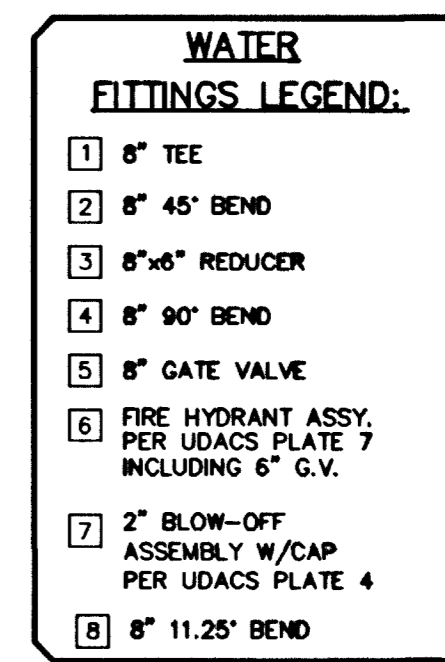 WATER
FITTINGS LEGEND:
1 8" TEE
2 8" 45° BEND
3 8"x6" REDUCER
4 8" 90° BEND
5 8" GATE VALVE
6 FIRE HYDRANT ASSY.
PER UDACS PLATE 7
INCLUDING 6" G.V.
7 2" BLOW-OFF
ASSEMBLY W/CAP
PER UDACS PLATE 4
8 8" 11.25° BEND